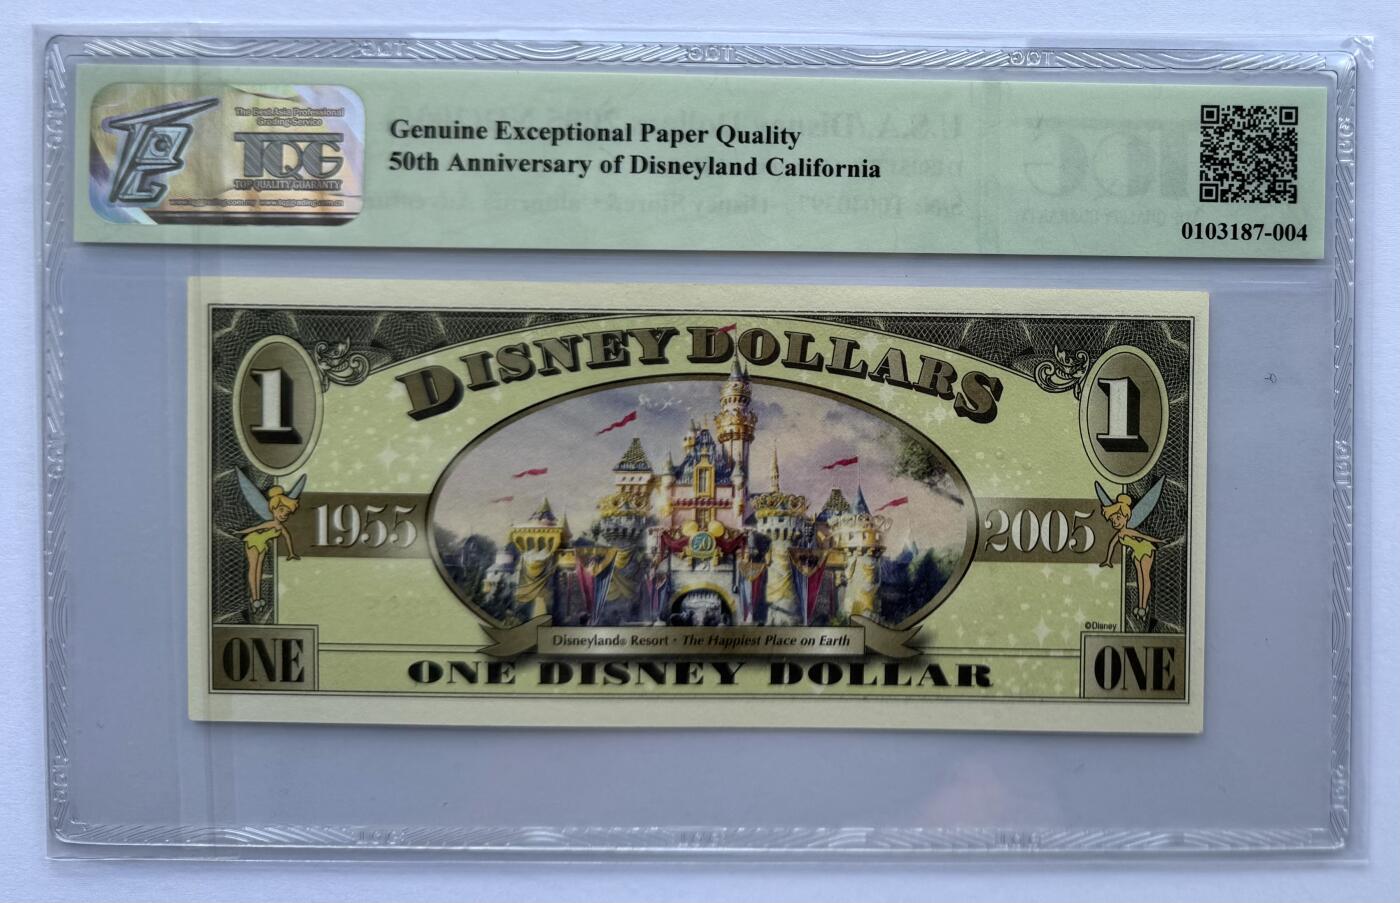 The Best Asia Professional
Grading Service
TQG
TOP QUALITY GUARANTY
Genuine Exceptional Paper Quality
50th Anniversary of Disneyland California
0103187-004
DISNEY DOLLARS
1
1
1955
50
2005
©Disney
Disneyland® Resort • The Happiest Place on Earth
ONE
ONE DISNEY DOLLAR
ONE